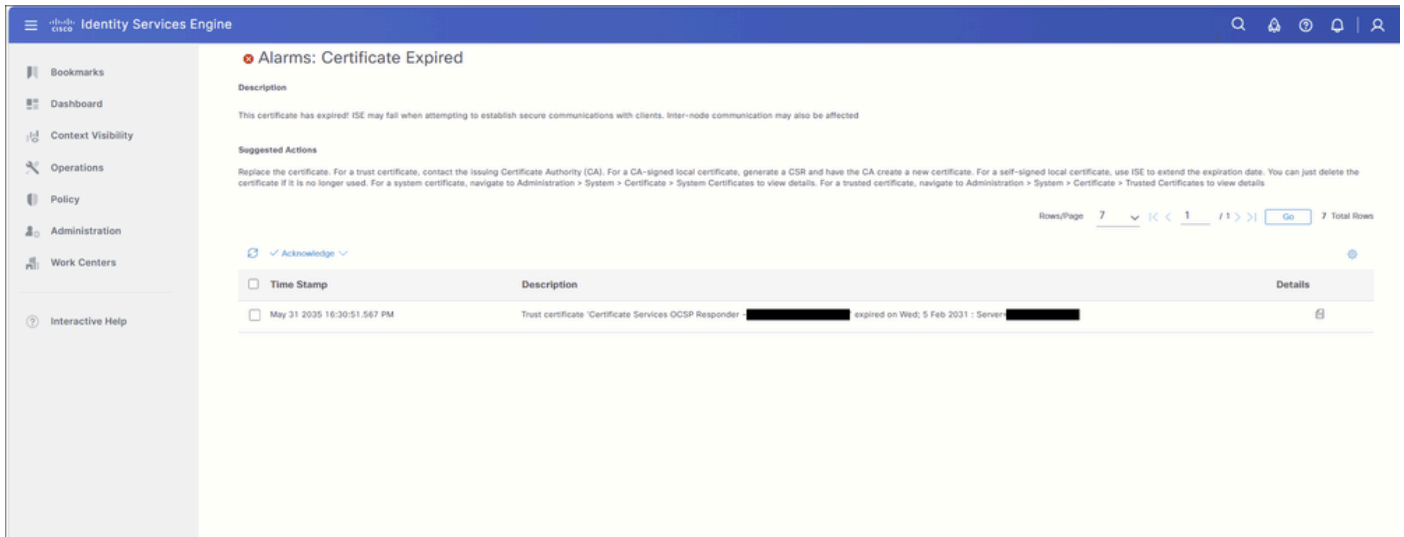 cisco Identity Services Engine
Bookmarks
Dashboard
Context Visibility
Operations
Policy
Administration
Work Centers
Interactive Help
Alarms: Certificate Expired
Description
This certificate has expired! ISE may fail when attempting to establish secure communications with clients. Inter-node communication may also be affected
Suggested Actions
Replace the certificate. For a trust certificate, contact the issuing Certificate Authority (CA). For a CA-signed local certificate, generate a CSR and have the CA create a new certificate. For a self-signed local certificate, use ISE to extend the expiration date. You can just delete the
certificate if it is no longer used. For a system certificate, navigate to Administration > System > Certificate > System Certificates to view details. For a trusted certificate, navigate to Administration > System > Certificate > Trusted Certificates to view details
Rows/Page 7 |< < 1 / 1 > >| Go 7 Total Rows
Acknowledge
Time Stamp Description Details
May 31 2035 16:30:51.567 PM Trust certificate 'Certificate Services OCSP Responder - ' expired on Wed; 5 Feb 2031 : Server=